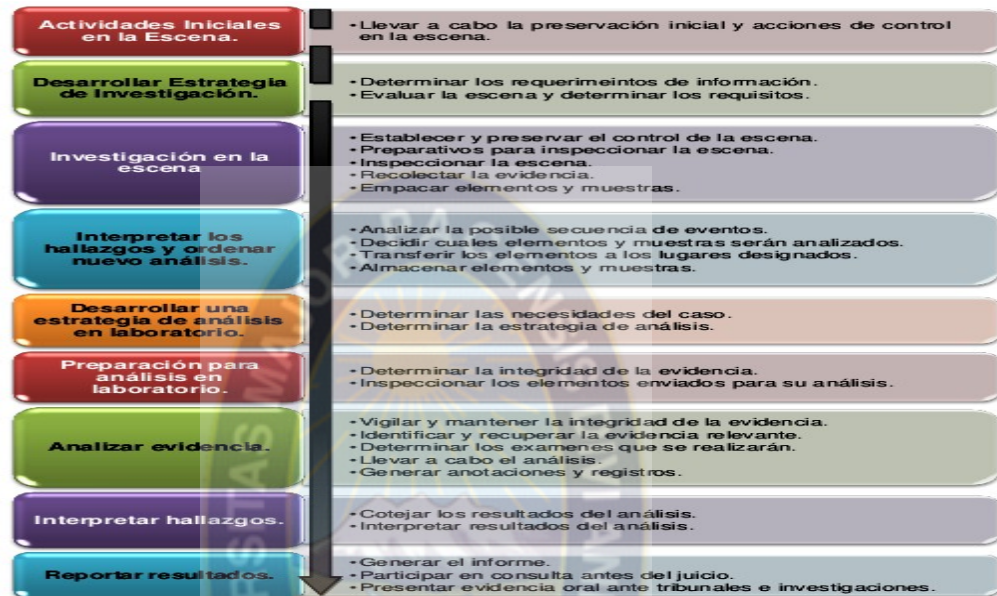 Actividades Iniciales
en la Escena.
•Llevar a cabo la preservación inicial y acciones de control
en la escena.
Desarrollar Estrategia
de Investigación.
•Determinar los requerimeintos de información.
•Evaluar la escena y determinar los requisitos.
Investigación en la
escena
•Establecer y preservar el control de la escena.
•Preparativos para inspeccionar la escena.
•Inspeccionar la escena.
•Recolectar la evidencia.
•Empacar elementos y muestras.
Interpretar los
hallazgos y ordenar
nuevo análisis.
•Analizar la posible secuencia de eventos.
•Decidir cuales elementos y muestras serán analizados.
•Transferir los elementos a los lugares designados.
•Almacenar elementos y muestras.
Desarrollar una
estrategia de análisis
en laboratorio.
•Determinar las necesidades del caso.
•Determinar la estrategia de análisis.
Preparación para
análisis en
laboratorio.
•Determinar la integridad de la evidencia.
•Inspeccionar los elementos enviados para su análisis.
Analizar evidencia.
•Vigilar y mantener la integridad de la evidencia.
•Identificar y recuperar la evidencia relevante.
•Determinar los examenes que se realizarán.
•Llevar a cabo el análisis.
•Generar anotaciones y registros.
Interpretar hallazgos.
•Cotejar los resultados del análisis.
•Interpretar resultados del análisis.
Reportar resultados.
•Generar el informe.
•Participar en consulta antes del juicio.
•Presentar evidencia oral ante tribunales e investigaciones.